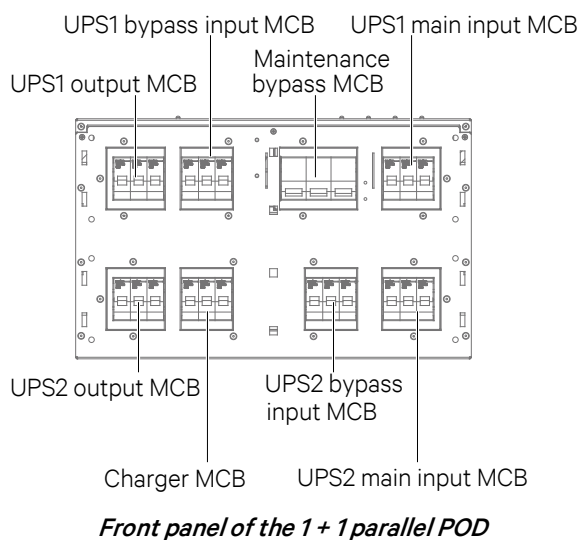 UPS1 bypass input MCB
UPS1 main input MCB
Maintenance
bypass MCB
UPS1 output MCB
UPS2 output MCB
UPS2 bypass
input MCB
Charger MCB
UPS2 main input MCB
Front panel of the 1 + 1 parallel POD